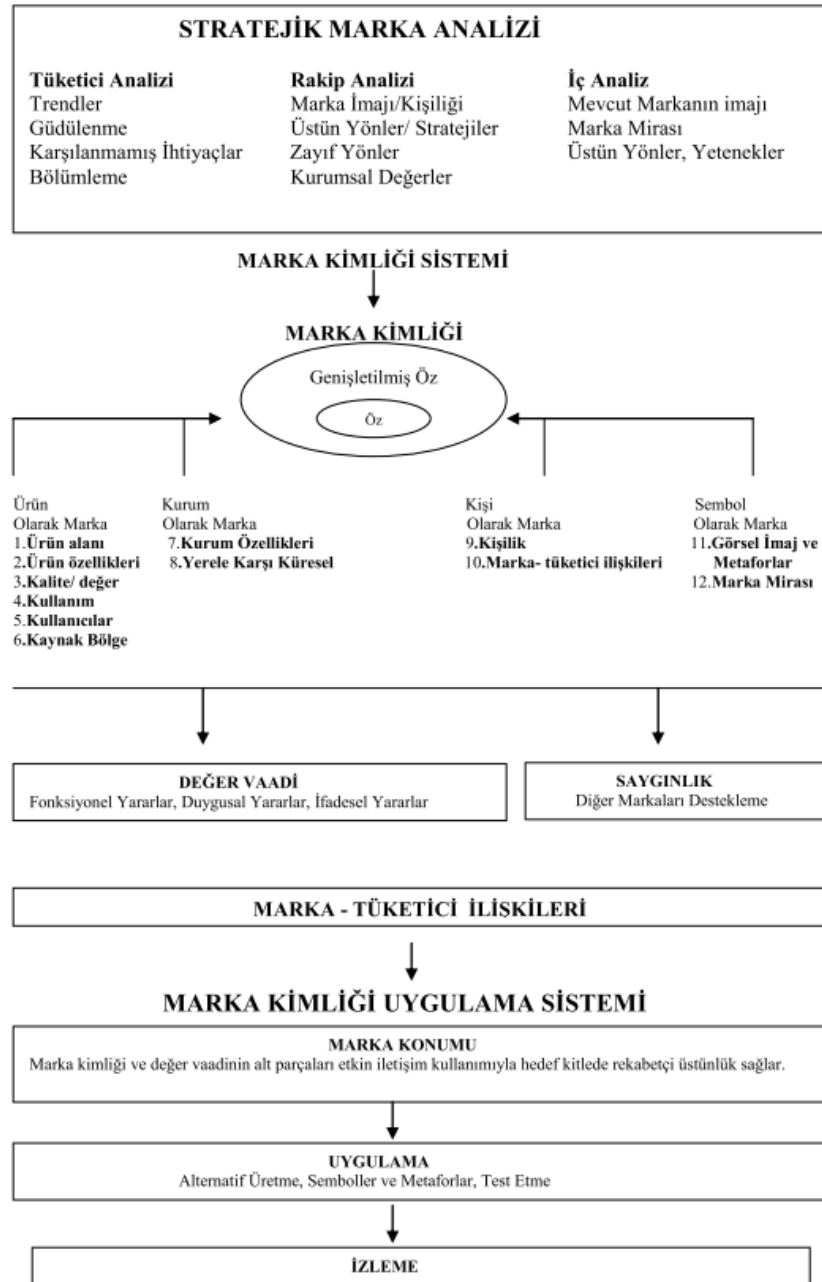 STRATEJİK MARKA ANALİZİ
Tüketici Analizi
Trendler
Güdülenme
Karşılanmamış İhtiyaçlar
Bölümleme
Rakip Analizi
Marka İmajı/Kişiliği
Üstün Yönler/ Stratejiler
Zayıf Yönler
Kurumsal Değerler
İç Analiz
Mevcut Markanın imajı
Marka Mirası
Üstün Yönler, Yetenekler
MARKA KİMLİĞİ SİSTEMİ
MARKA KİMLİĞİ
Genişletilmiş Öz
Öz
Ürün
Olarak Marka
1.Ürün alanı
2.Ürün özellikleri
3.Kalite/ değer
4.Kullanım
5.Kullanıcılar
6.Kaynak Bölge
Kurum
Olarak Marka
7.Kurum Özellikleri
8.Yerele Karşı Küresel
Kişi
Olarak Marka
9.Kişilik
10.Marka- tüketici ilişkileri
Sembol
Olarak Marka
11.Görsel İmaj ve
Metaforlar
12.Marka Mirası
DEĞER VAADİ
Fonksiyonel Yararlar, Duygusal Yararlar, İfadesel Yararlar
SAYGINLIK
Diğer Markaları Destekleme
MARKA - TÜKETİCİ İLİŞKİLERİ
MARKA KİMLİĞİ UYGULAMA SİSTEMİ
MARKA KONUMU
Marka kimliği ve değer vaadinin alt parçaları etkin iletişim kullanımıyla hedef kitlede rekabetçi üstünlük sağlar.
UYGULAMA
Alternatif Üretme, Semboller ve Metaforlar, Test Etme
İZLEME